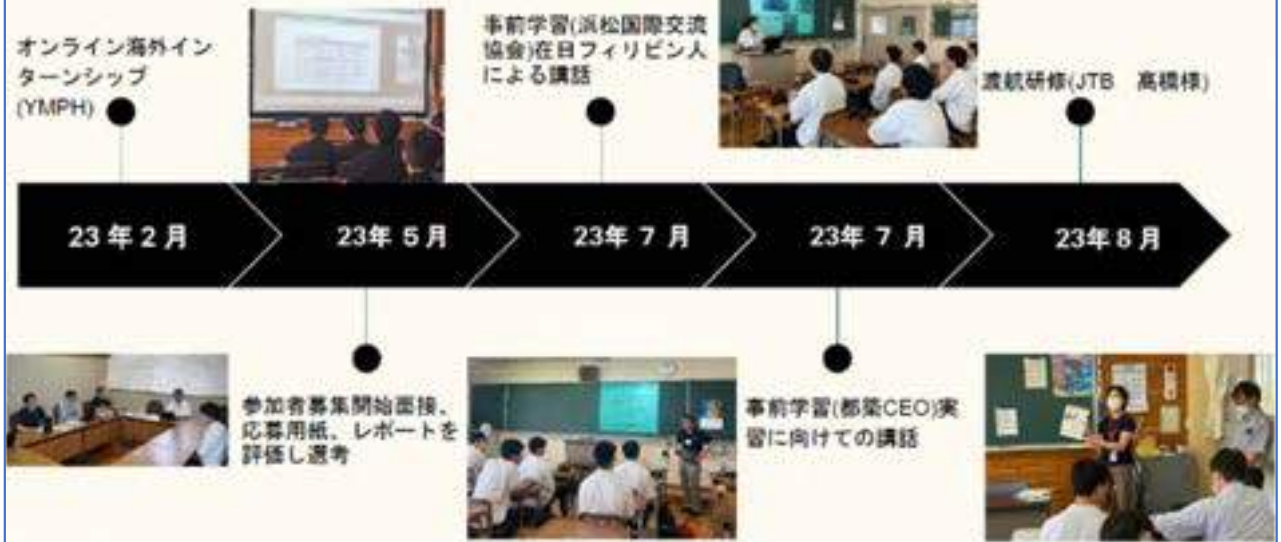 オンライン海外イン
ターンシップ
(YMPH)
事前学習(浜松国際交流
協会)在日フィリピン人
による講話
渡航研修(JTB　高橋様)
23 年 2 月
23年 5 月
23年 7 月
23年 7 月
23年 8 月
参加者募集開始面接、
応募用紙、レポートを
評価し選考
事前学習(都築CEO)実
習に向けての講話